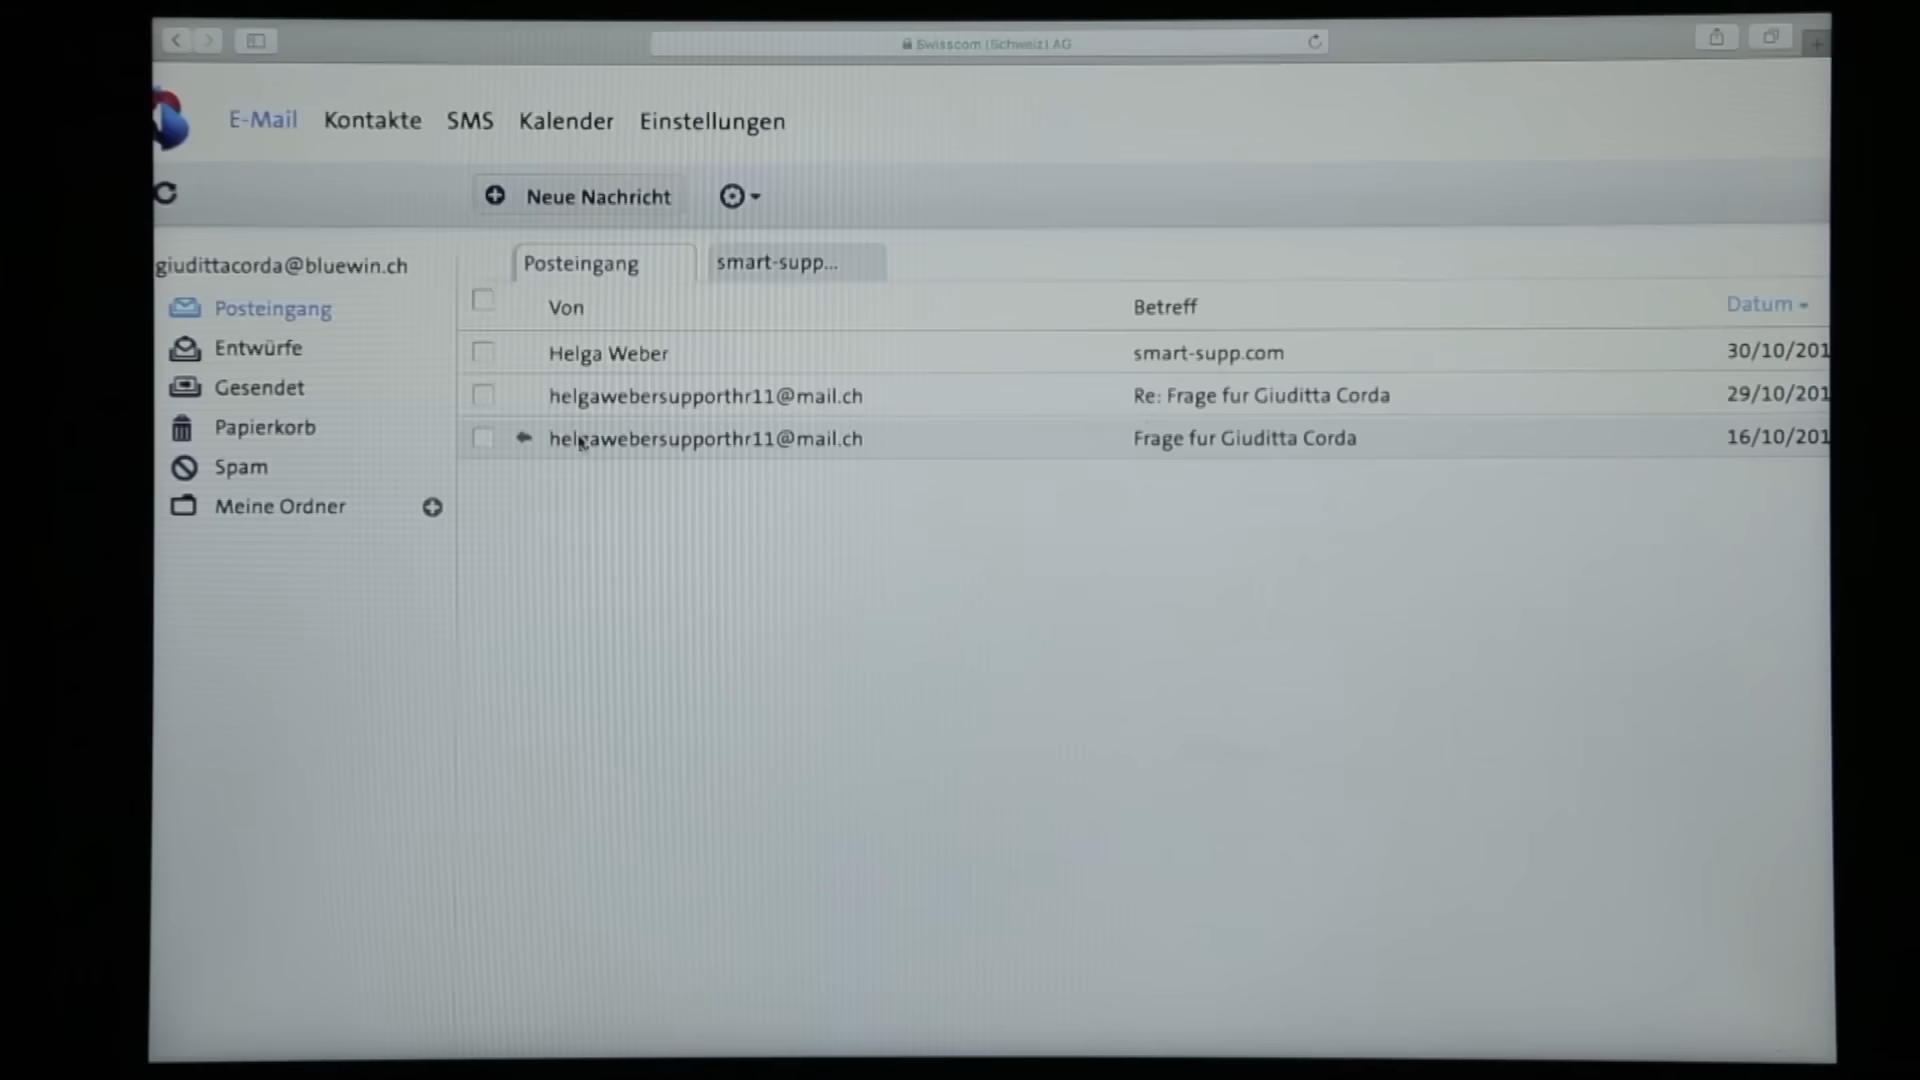 Swisscom (Schweiz) AG
E-Mail Kontakte SMS Kalender Einstellungen
Neue Nachricht
giudittacorda@bluewin.ch
Posteingang
Entwürfe
Gesendet
Papierkorb
Spam
Meine Ordner
Posteingang smart-supp...
Von Betreff Datum
Helga Weber smart-supp.com 30/10/201
helgawebersupporthr11@mail.ch Re: Frage fur Giuditta Corda 29/10/201
helgawebersupporthr11@mail.ch Frage fur Giuditta Corda 16/10/201